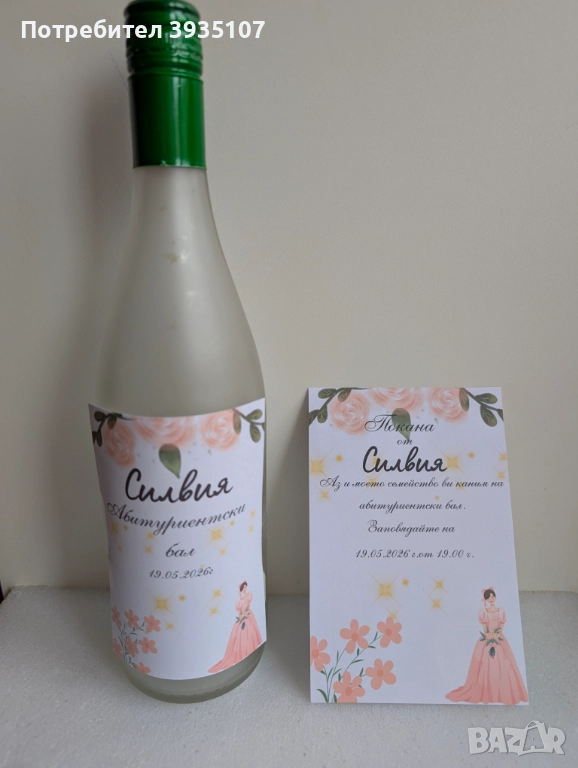 Потребител 3935107
Силвия
Абитуриентски
бал
19.05.2026г
Покана
от
Силвия
Аз и моето семейство ви каним на
абитуриентски бал.
Заповядайте на
19.05.2026 г.от 19.00 г.
BAZAR